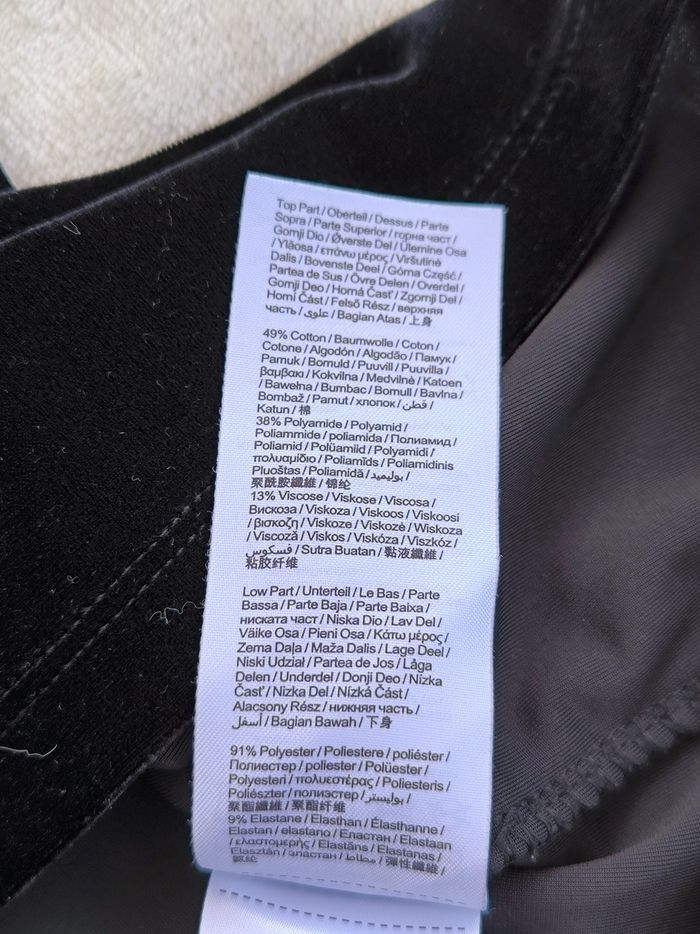 Top Part / Oberteil / Dessus / Parte
Sopra / Parte Superior / горна част /
Gornji Dio / Øverste Del / Ülemine Osa
/ Yläosa / επάνω μέρος / Viršutinė
Dalis / Bovenste Deel / Górna Część /
Partea de Sus / Övre Delen / Overdel /
Gornji Deo / Horná Časť / Zgornji Del /
Horní Část / Felső Rész / верхняя
часть / علوى / Bagian Atas / 上身
49% Cotton / Baumwolle / Coton /
Cotone / Algodón / Algodão / Памук /
Pamuk / Bomuld / Puuvill / Puuvilla /
βαμβακι / Kokvilna / Medvilnė / Katoen
/ Bawełna / Bumbac / Bomull / Bavlna /
Bombaž / Pamut / хлопок / قطن /
Katun / 棉
38% Polyamide / Polyamid /
Poliammide / poliamida / Полиамид /
Poliamid / Polüamiid / Polyamidi /
πολυαμίδιο / Poliamīds / Poliamidinis
Pluoštas / Poliamidă / بوليميد /
聚酰胺纖維 / 锦纶
13% Viscose / Viskose / Viscosa /
Вискоза / Viskoza / Viskoos / Viskoosi
/ βισκοζη / Viskoze / Viskozė / Wiskoza
/ Viscoză / Viskos / Viskóza / Viszkóz /
فسكوس / Sutra Buatan / 黏液纖維 /
粘胶纤维
Low Part / Unterteil / Le Bas / Parte
Bassa / Parte Baja / Parte Baixa /
ниската част / Niska Dio / Lav Del /
Väike Osa / Pieni Osa / Κάτω μέρος /
Zema Daļa / Maža Dalis / Lage Deel /
Niski Udział / Partea de Jos / Låga
Delen / Underdel / Donji Deo / Nízka
Časť / Nizka Del / Nízká Část /
Alacsony Rész / нижняя часть /
أسفل / Bagian Bawah / 下身
91% Polyester / Poliestere / poliéster /
Полиестер / poliester / Polüester /
Polyesteri / πολυεστέρας / Poliesteris /
Poliészter / полиэстер / بوليستر /
聚酯纖維 / 聚酯纤维
9% Elastane / Elasthan / Élasthanne /
Elastan / elastano / Еластан / Elastaan
/ ελαστομερής / Elastāns / Elastanas /
Elasztán / эластан / مطاط / 彈性纖維 /
氨纶